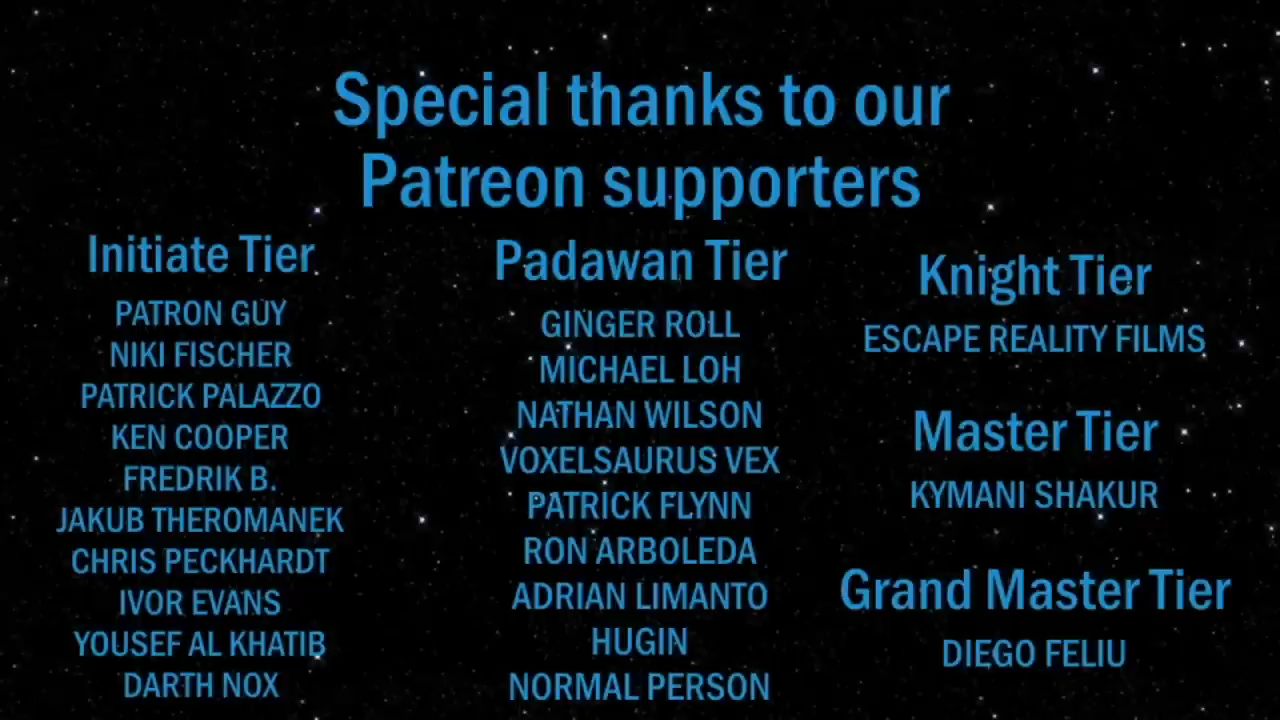 Special thanks to our
Patreon supporters
Initiate Tier
PATRON GUY
NIKI FISCHER
PATRICK PALAZZO
KEN COOPER
FREDRIK B.
JAKUB THEROMANEK
CHRIS PECKHARDT
IVOR EVANS
YOUSEF AL KHATIB
DARTH NOX
Padawan Tier
GINGER ROLL
MICHAEL LOH
NATHAN WILSON
VOXELSAURUS VEX
PATRICK FLYNN
RON ARBOLEDA
ADRIAN LIMANTO
HUGIN
NORMAL PERSON
Knight Tier
ESCAPE REALITY FILMS
Master Tier
KYMANI SHAKUR
Grand Master Tier
DIEGO FELIU